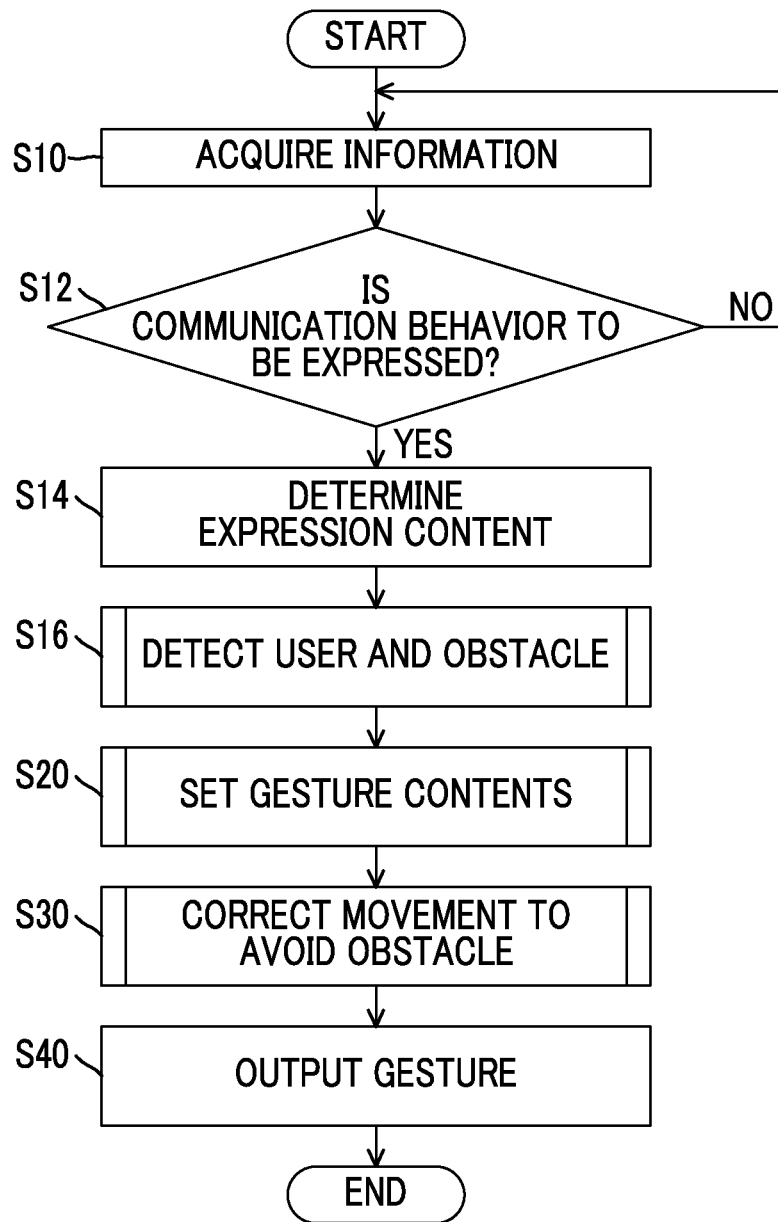 START
S10
ACQUIRE INFORMATION
S12
IS
COMMUNICATION BEHAVIOR TO
BE EXPRESSED?
NO
YES
S14
DETERMINE
EXPRESSION CONTENT
S16
DETECT USER AND OBSTACLE
S20
SET GESTURE CONTENTS
S30
CORRECT MOVEMENT TO
AVOID OBSTACLE
S40
OUTPUT GESTURE
END